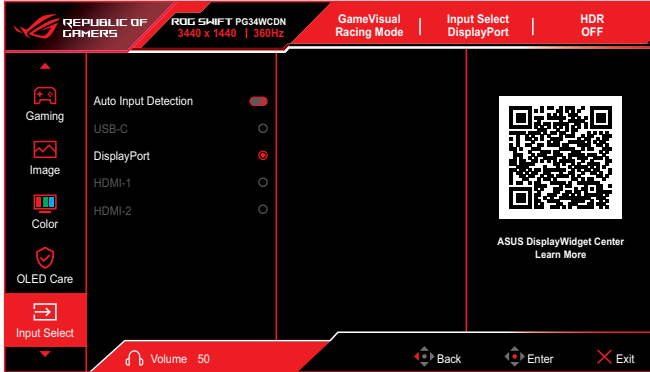 REPUBLIC OF
GAMERS
ROG SWIFT PG34WCDN
3440 x 1440 | 360Hz
GameVisual
Racing Mode
Input Select
DisplayPort
HDR
OFF
Gaming
Image
Color
OLED Care
Input Select
Auto Input Detection
USB-C
DisplayPort
HDMI-1
HDMI-2
ASUS DisplayWidget Center
Learn More
Volume 50
Back
Enter
Exit